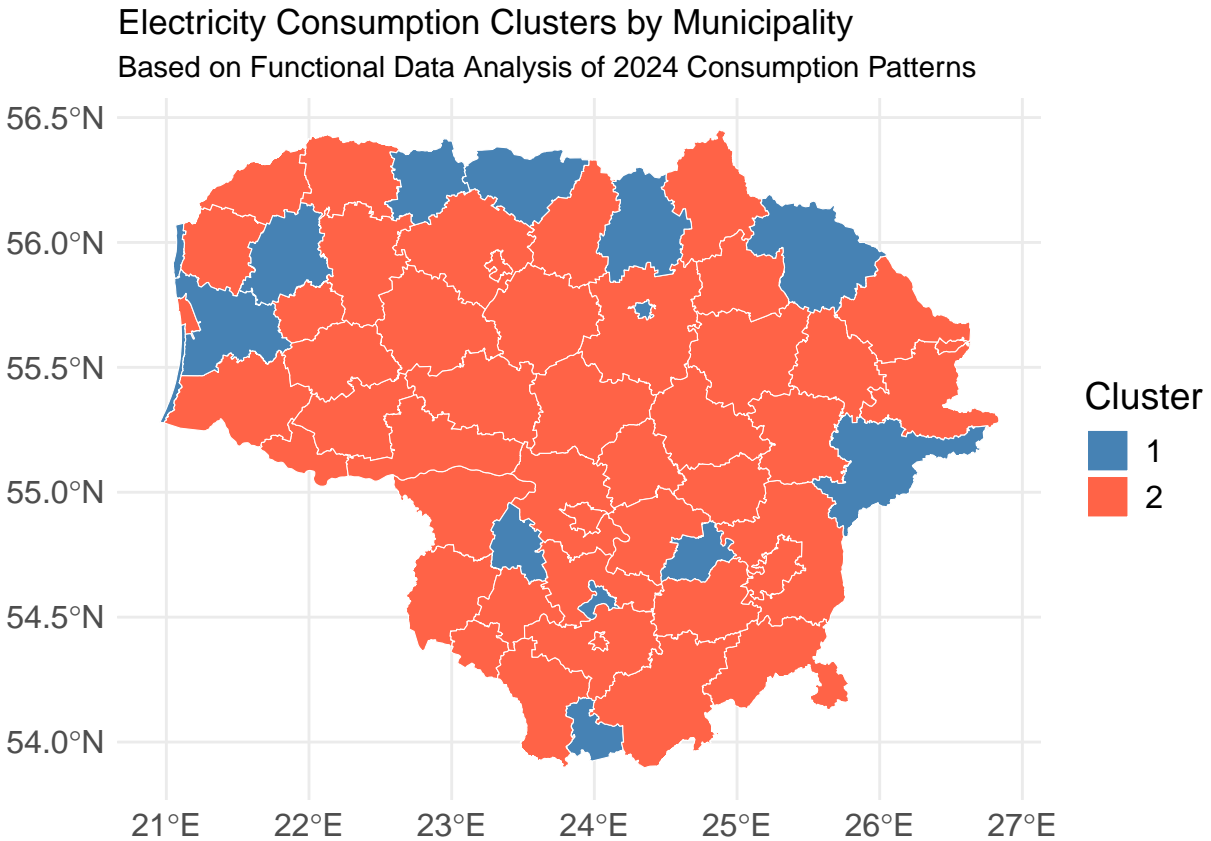 Electricity Consumption Clusters by Municipality
Based on Functional Data Analysis of 2024 Consumption Patterns
56.5°N
56.0°N
55.5°N
55.0°N
54.5°N
54.0°N
21°E 22°E 23°E 24°E 25°E 26°E 27°E
Cluster
1
2